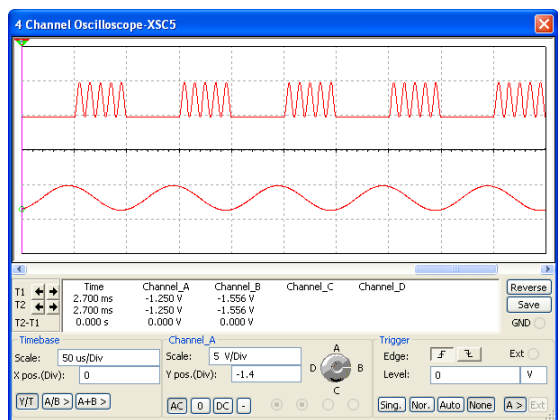 4 Channel Oscilloscope-XSC5
Time Channel_A Channel_B Channel_C Channel_D
T1 2.700 ms -1.250 V -1.556 V
T2 2.700 ms -1.250 V -1.556 V
T2-T1 0.000 s 0.000 V 0.000 V
Reverse
Save
GND
Timebase
Scale: 50 us/Div
X pos.(Div): 0
Y/T A/B > A+B >
Channel_A
Scale: 5 V/Div
Y pos.(Div): -1.4
AC 0 DC -
A
D B
C
Trigger
Edge: Ext
Level: 0 V
Sing. Nor. Auto None A > Ext